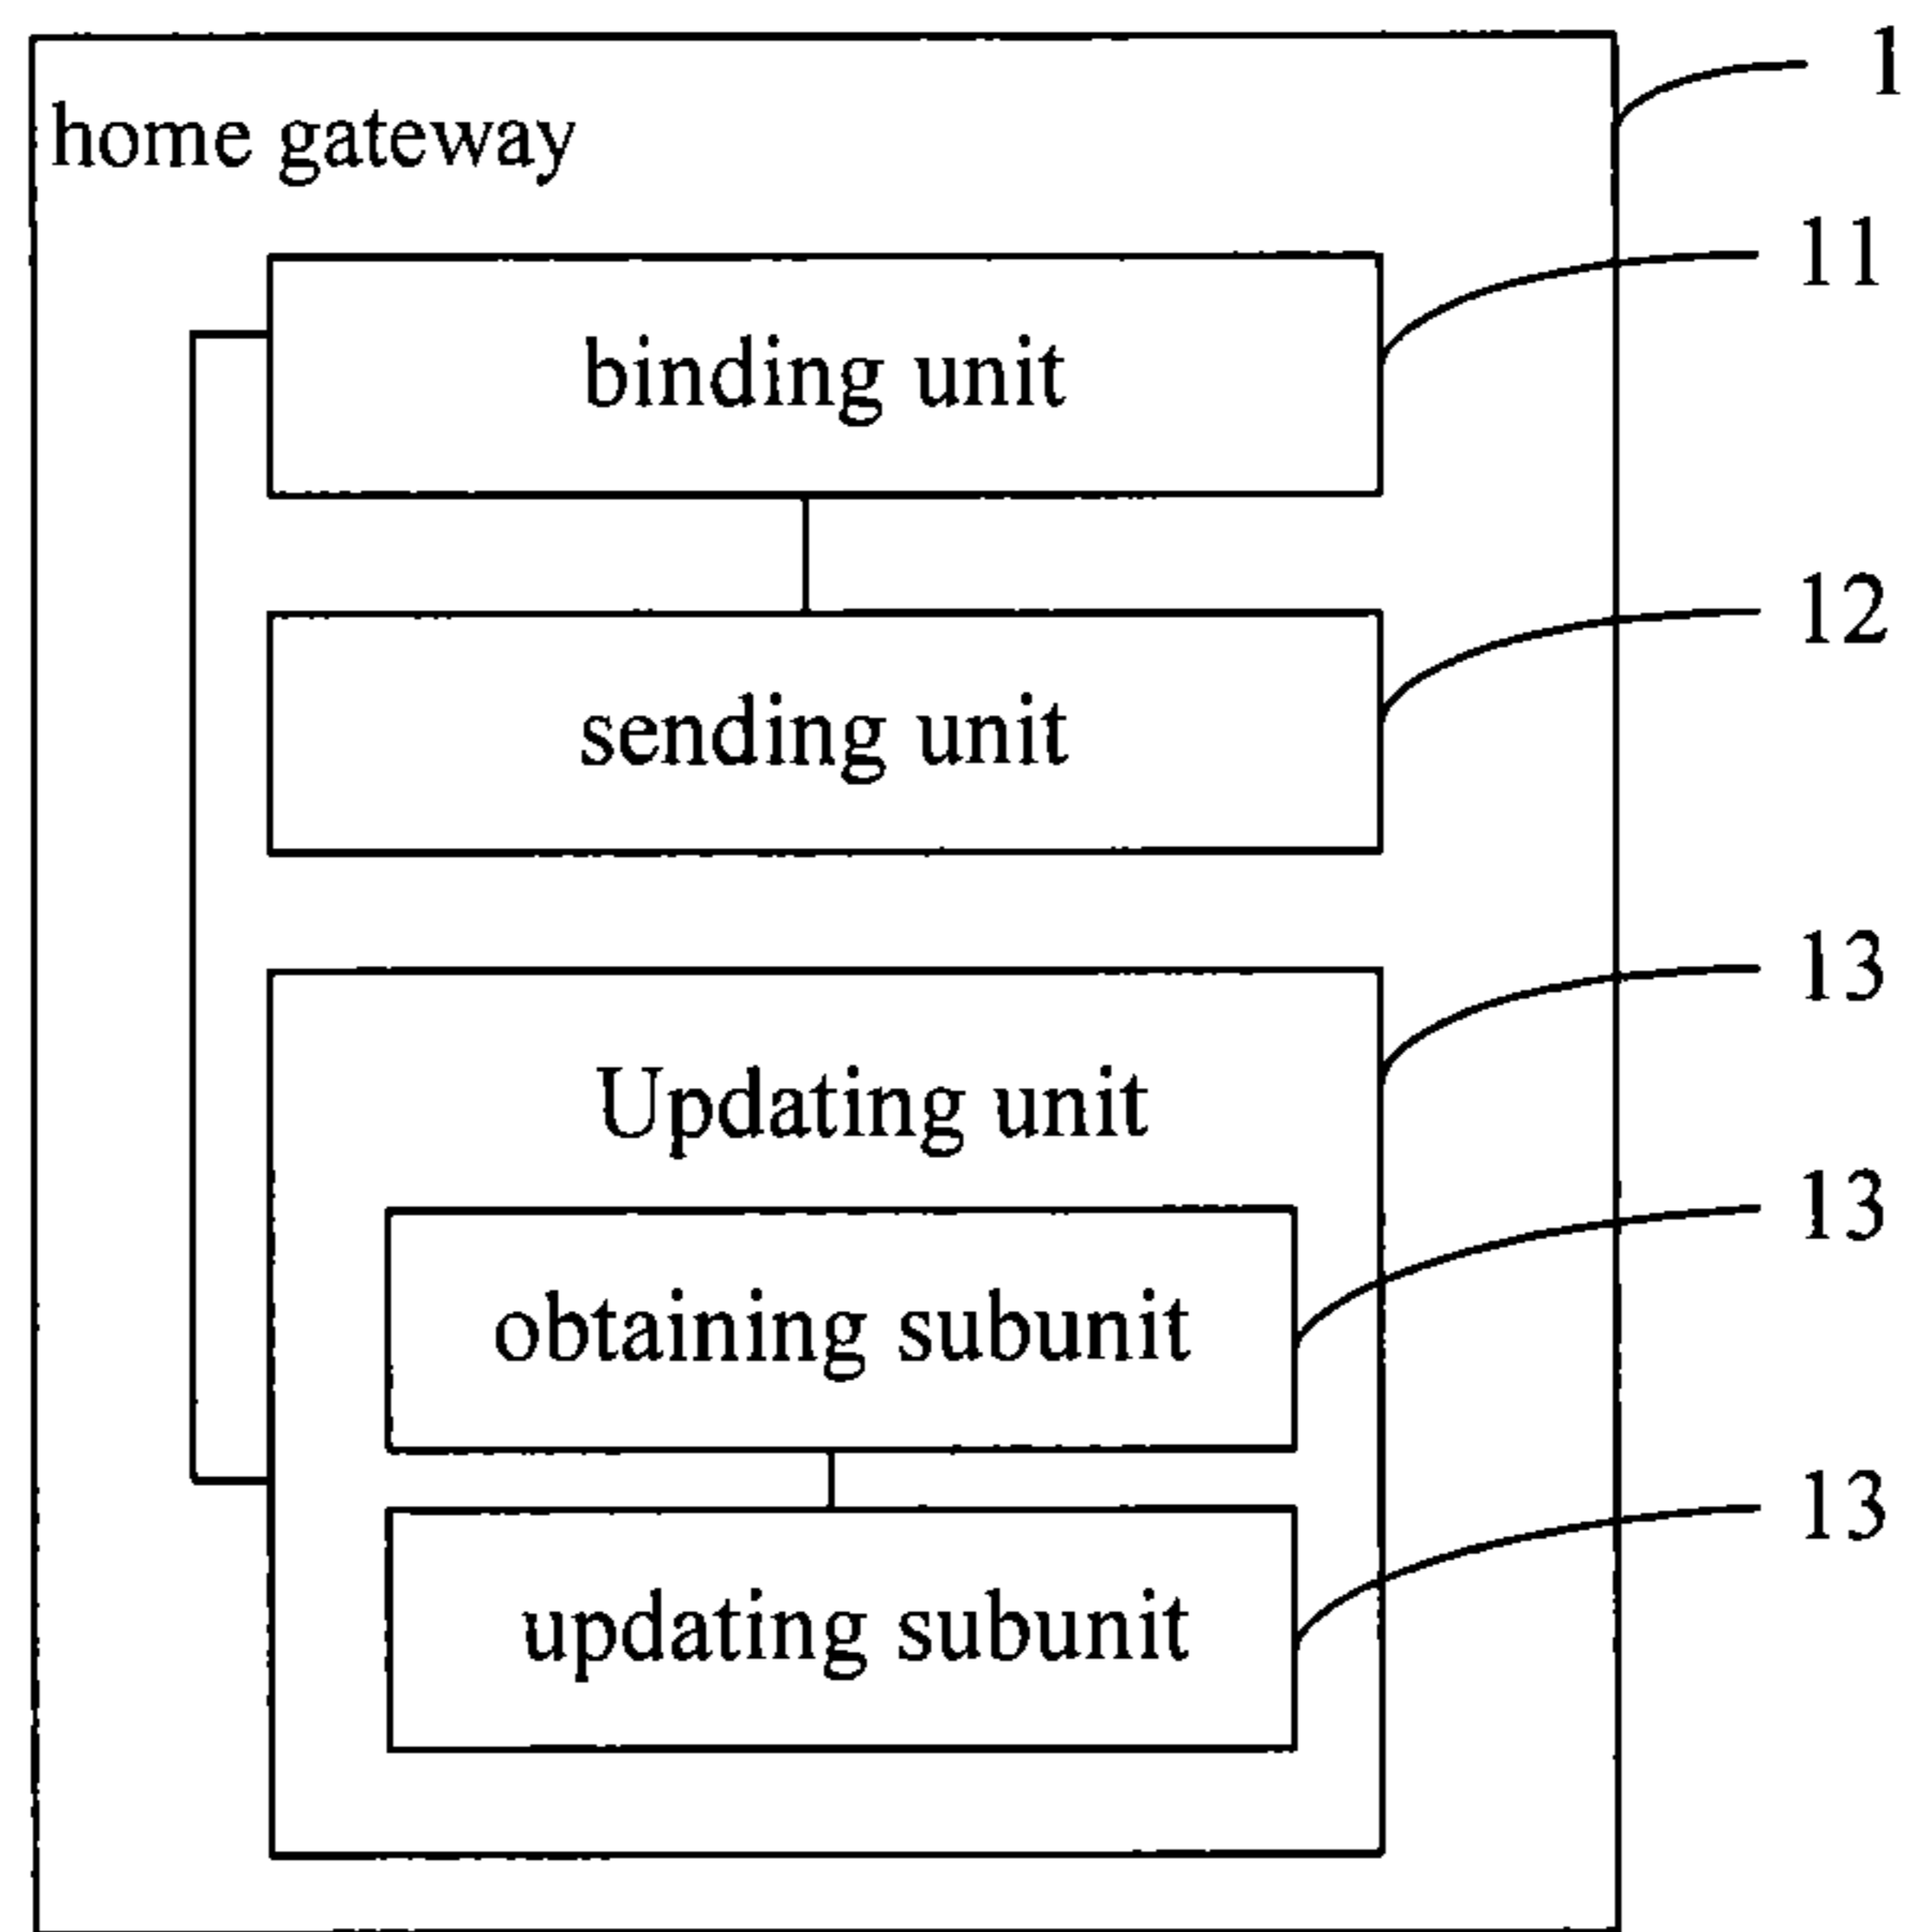 1
home gateway
11
binding unit
12
sending unit
13
Updating unit
13
obtaining subunit
13
updating subunit